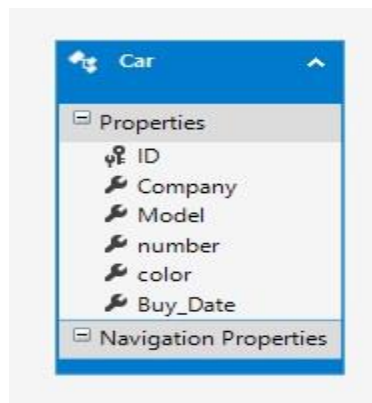 Car
Properties
ID
Company
Model
number
color
Buy_Date
Navigation Properties